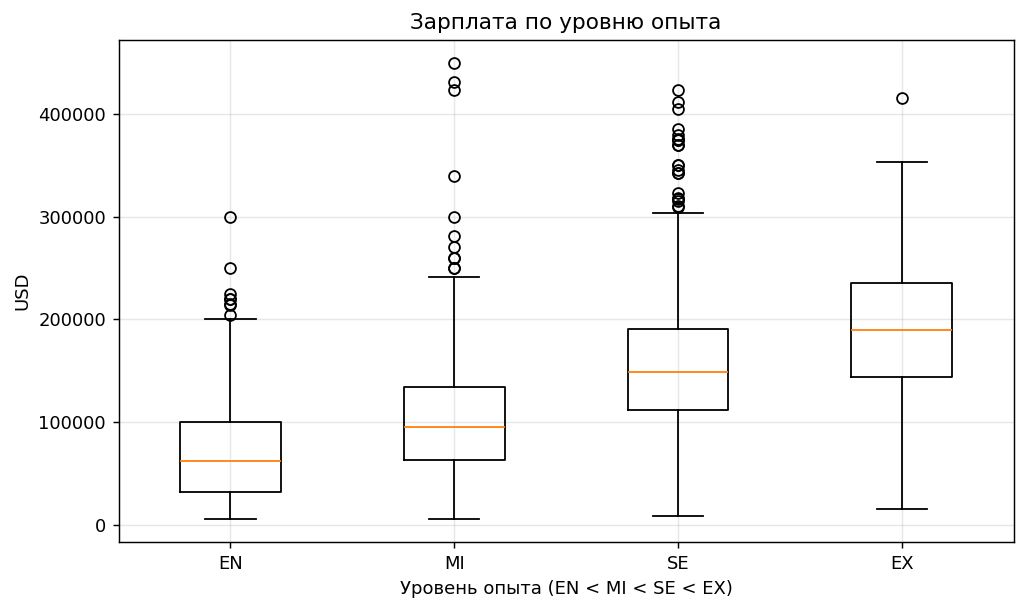 Зарплата по уровню опыта
USD
400000
300000
200000
100000
0
EN MI SE EX
Уровень опыта (EN < MI < SE < EX)